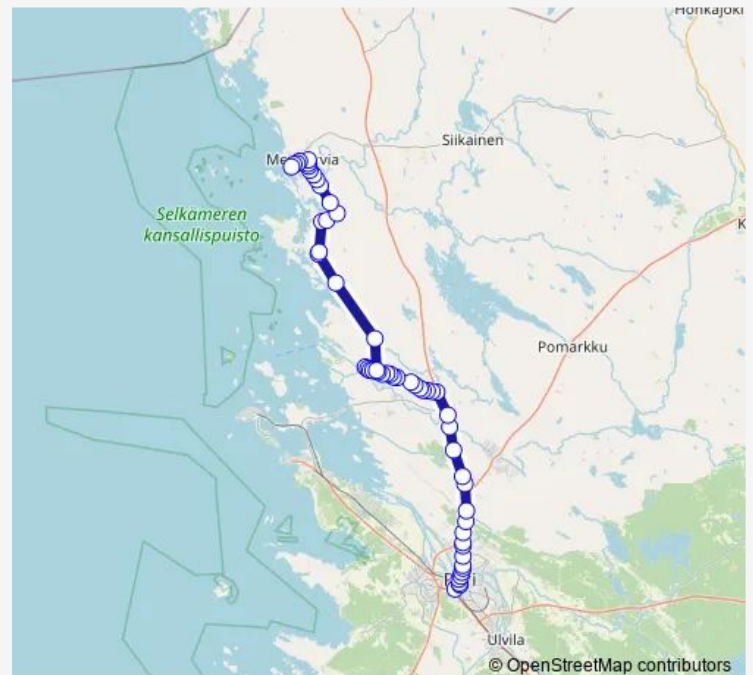 Honkajoki
Siikainen
Selkämeren
kansallispuisto
Pomarkku
Ulvila
© OpenStreetMap contributors